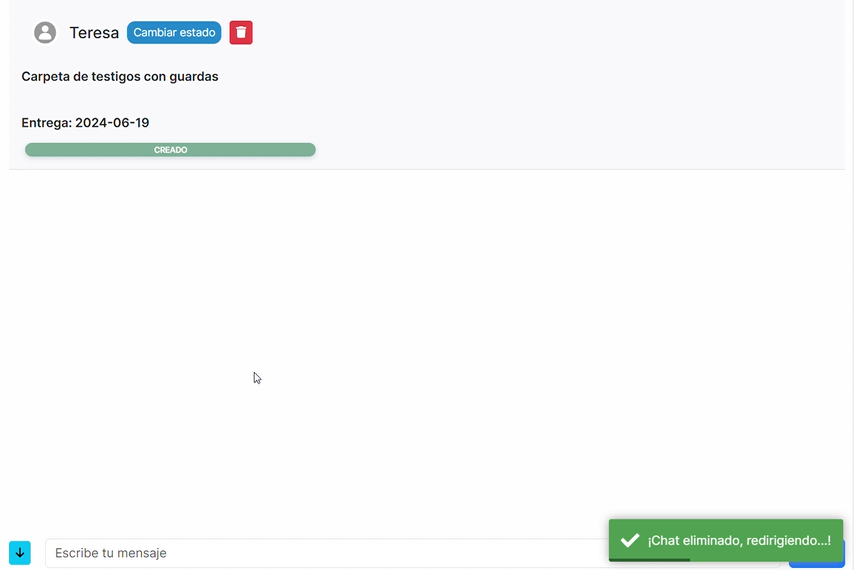 Teresa Cambiar estado
Carpeta de testigos con guardas
Entrega: 2024-06-19
CREADO
Escribe tu mensaje
¡Chat eliminado, redirigiendo...!